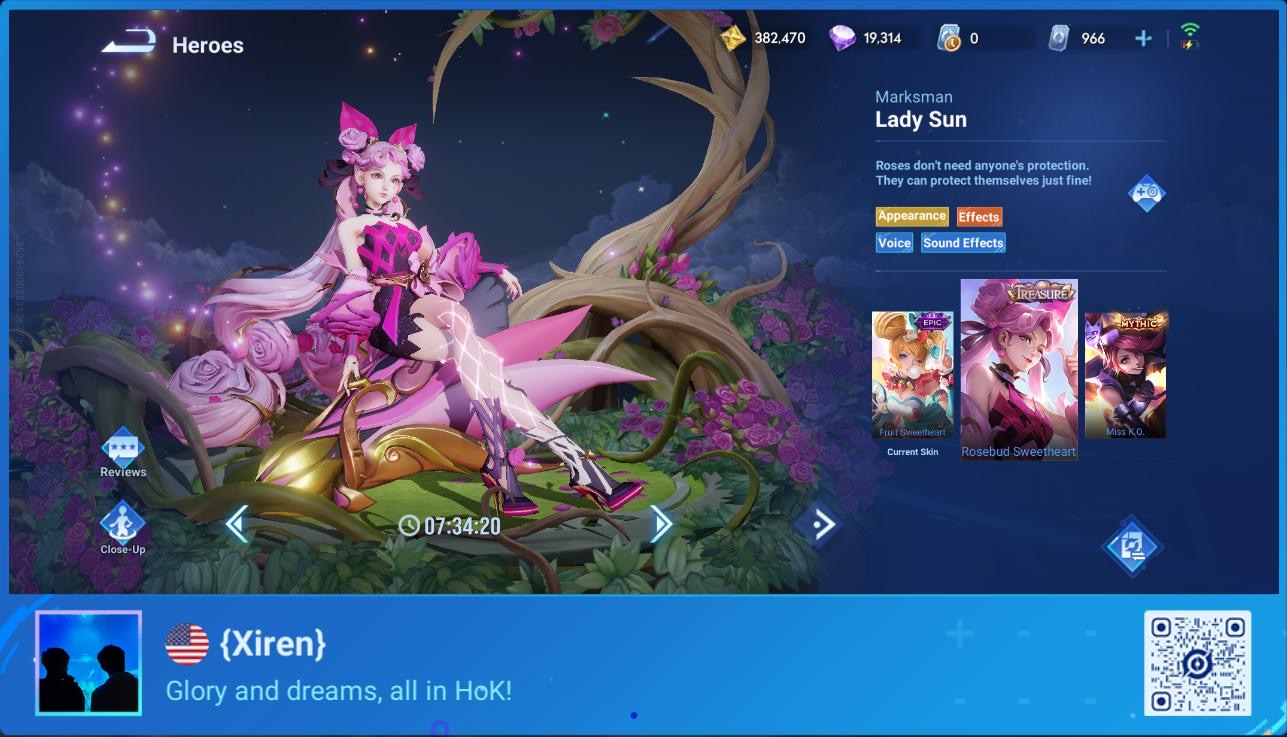 Heroes
382,470
19,314
0
966
Marksman
Lady Sun
Roses don't need anyone's protection.
They can protect themselves just fine!
Appearance
Effects
Voice
Sound Effects
EPIC
TREASURE
MYTHIC
Fruit Sweetheart
Rosebud Sweetheart
Miss K.O.
Current Skin
Reviews
Close-Up
07:34:20
{Xiren}
Glory and dreams, all in HoK!